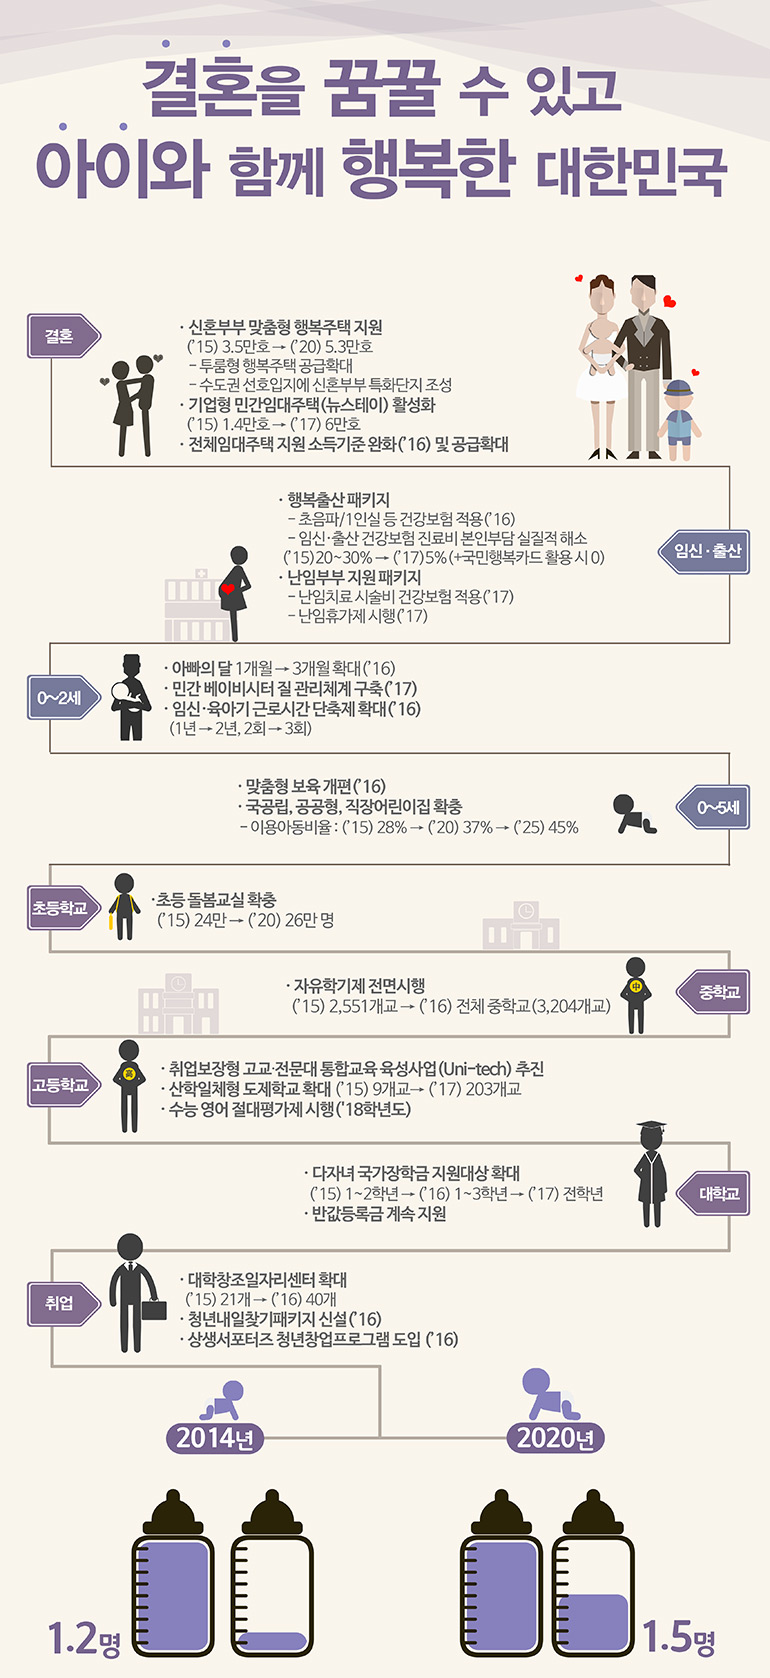 결혼을 꿈꿀 수 있고
아이와 함께 행복한 대한민국
결혼
· 신혼부부 맞춤형 행복주택 지원
('15) 3.5만호 → ('20) 5.3만호
- 투룸형 행복주택 공급확대
- 수도권 선호입지에 신혼부부 특화단지 조성
· 기업형 민간임대주택(뉴스테이) 활성화
('15) 1.4만호 → ('17) 6만호
· 전체임대주택 지원 소득기준 완화('16) 및 공급확대
임신·출산
· 행복출산 패키지
- 초음파/1인실 등 건강보험 적용('16)
- 임신·출산 건강보험 진료비 본인부담 실질적 해소
('15)20~30% → ('17)5%(+국민행복카드 활용 시 0)
· 난임부부 지원 패키지
- 난임치료 시술비 건강보험 적용('17)
- 난임휴가제 시행('17)
0~2세
· 아빠의 달 1개월 → 3개월 확대('16)
· 민간 베이비시터 질 관리체계 구축('17)
· 임신·육아기 근로시간 단축제 확대('16)
(1년 → 2년, 2회 → 3회)
0~5세
· 맞춤형 보육 개편('16)
· 국공립, 공공형, 직장어린이집 확충
- 이용아동비율 : ('15) 28% → ('20) 37% → ('25) 45%
초등학교
· 초등 돌봄교실 확충
('15) 24만 → ('20) 26만 명
중학교
· 자유학기제 전면시행
('15) 2,551개교 → ('16) 전체 중학교(3,204개교)
中
고등학교
高
· 취업보장형 고교·전문대 통합교육 육성사업(Uni-tech) 추진
· 산학일체형 도제학교 확대 ('15) 9개교 → ('17) 203개교
· 수능 영어 절대평가제 시행('18학년도)
대학교
· 다자녀 국가장학금 지원대상 확대
('15) 1~2학년 → ('16) 1~3학년 → ('17) 전학년
· 반값등록금 계속 지원
취업
· 대학창조일자리센터 확대
('15) 21개 → ('16) 40개
· 청년내일찾기패키지 신설('16)
· 상생서포터즈 청년창업프로그램 도입 ('16)
2014년
2020년
1.2명
1.5명